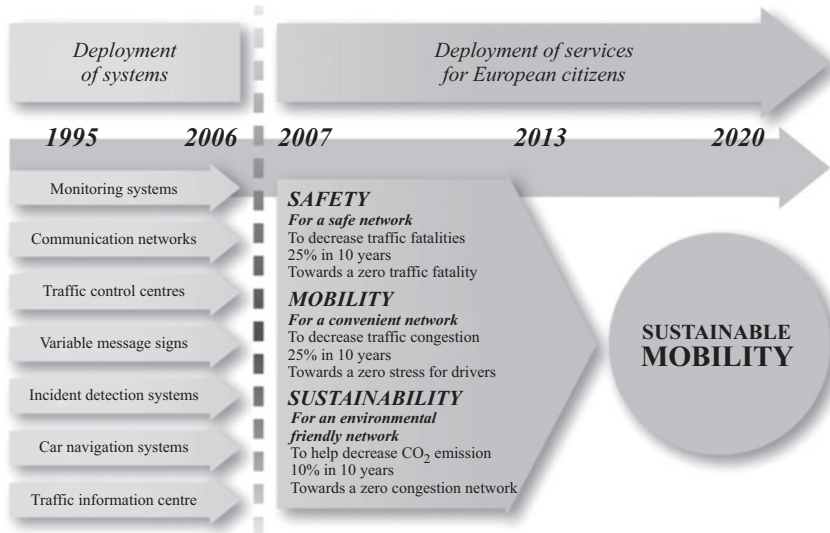 Deployment
of systems
Deployment of services
for European citizens
1995
2006
2007
2013
2020
Monitoring systems
Communication networks
Traffic control centres
Variable message signs
Incident detection systems
Car navigation systems
Traffic information centre
SAFETY
For a safe network
To decrease traffic fatalities
25% in 10 years
Towards a zero traffic fatality
MOBILITY
For a convenient network
To decrease traffic congestion
25% in 10 years
Towards a zero stress for drivers
SUSTAINABILITY
For an environmental
friendly network
To help decrease CO2 emission
10% in 10 years
Towards a zero congestion network
SUSTAINABLE
MOBILITY